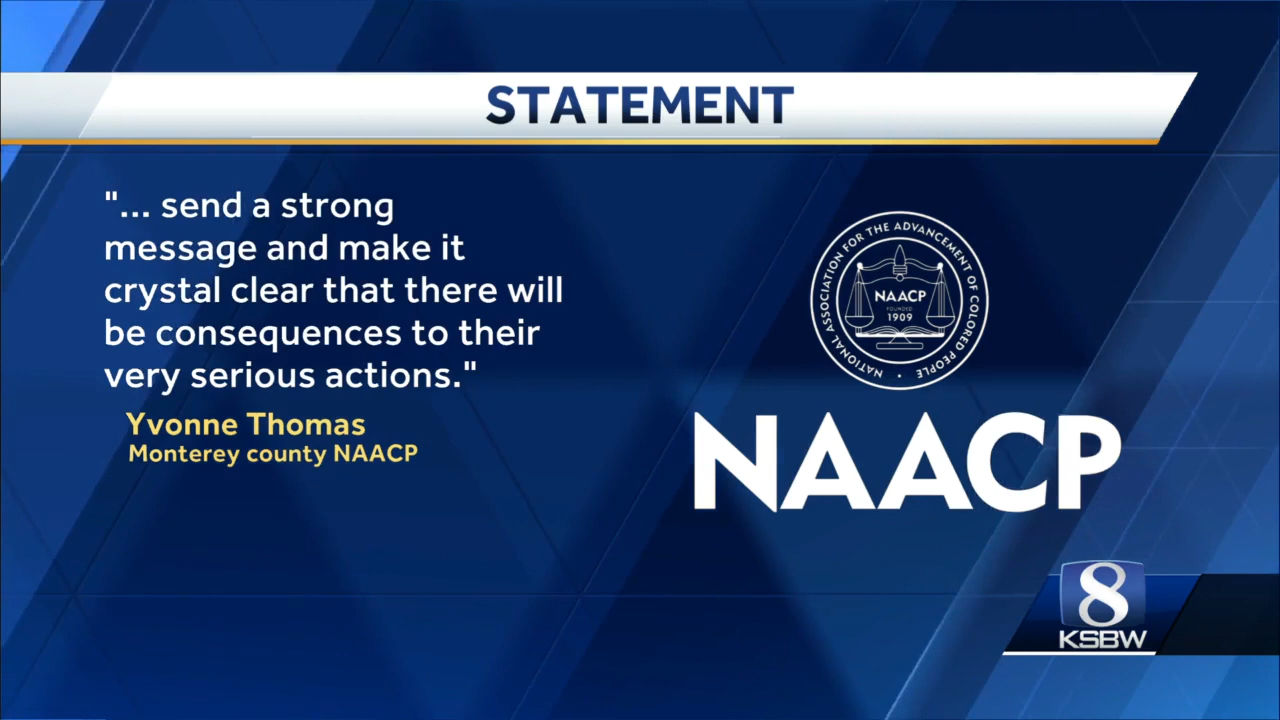 STATEMENT
"... send a strong
message and make it
crystal clear that there will
be consequences to their
very serious actions."
Yvonne Thomas
Monterey county NAACP
NATIONAL ASSOCIATION FOR THE ADVANCEMENT OF COLORED PEOPLE
NAACP
FOUNDED
1909
NAACP
8
KSBW